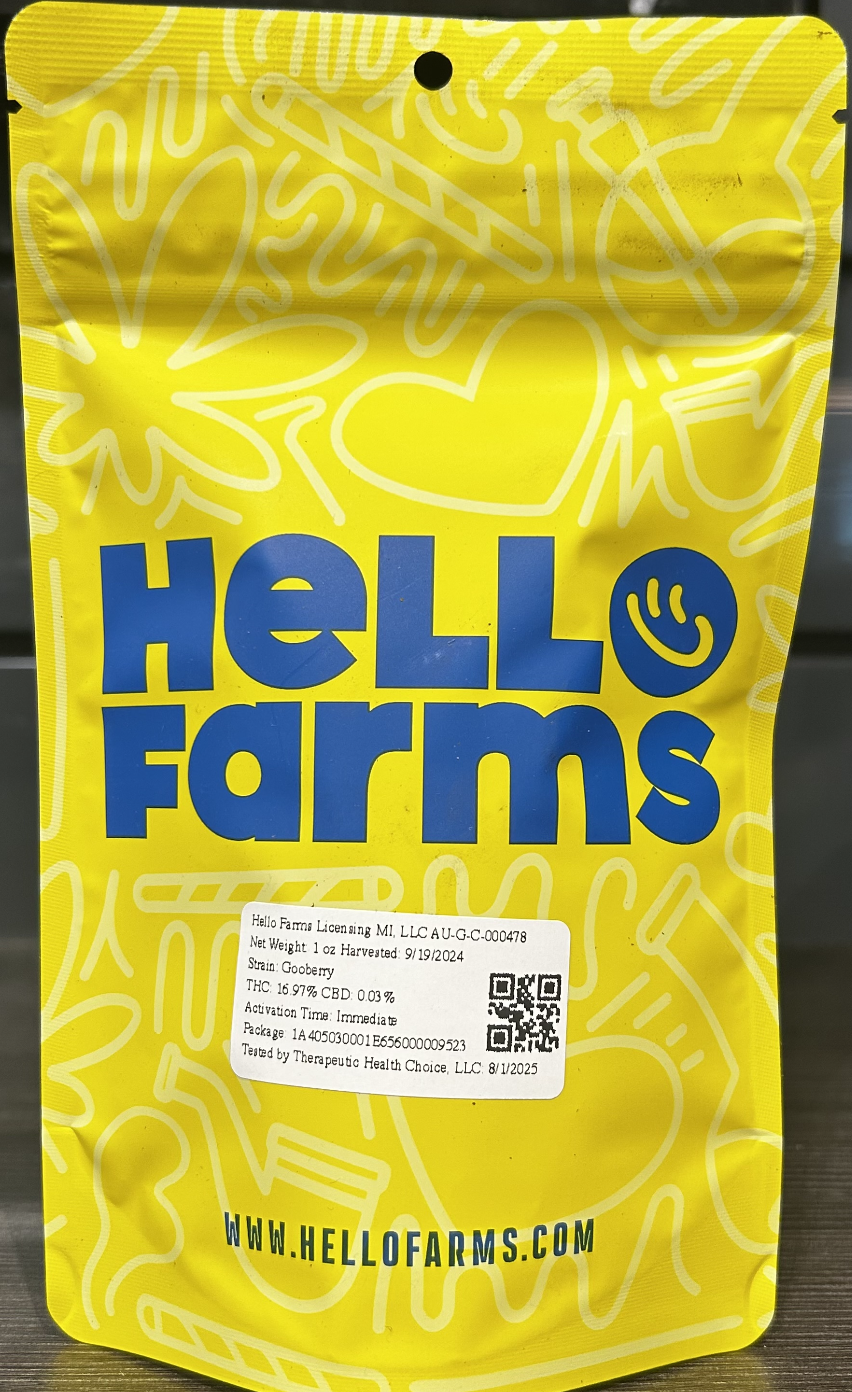 HeLLO
Farms
Hello Farms Licensing MI, LLC AU-G-C-000478
Net Weight: 1 oz Harvested: 9/19/2024
Strain: Gooberry
THC: 16.97% CBD: 0.03%
Activation Time: Immediate
Package: 1A405030001E656000009523
Tested by Therapeutic Health Choice, LLC: 8/1/2025
WWW.HELLOFARMS.COM